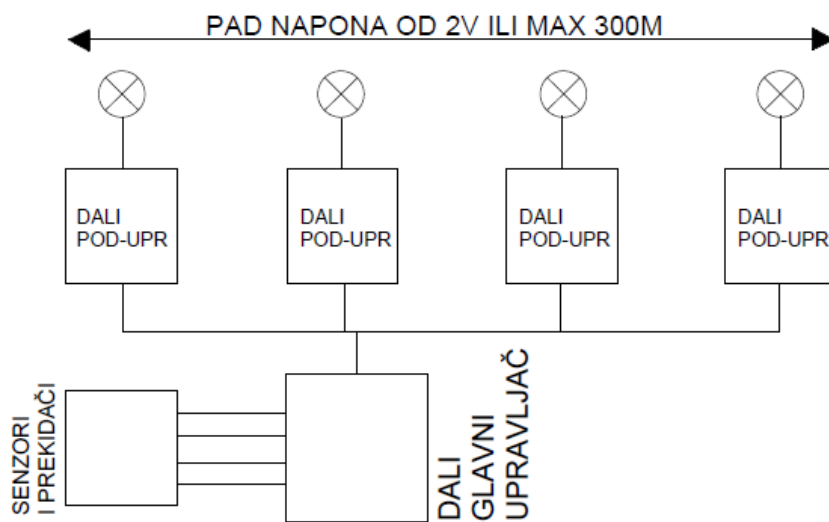 PAD NAPONA OD 2V ILI MAX 300M
DALI
POD-UPR
DALI
POD-UPR
DALI
POD-UPR
DALI
POD-UPR
SENZORI
I PREKIDAČI
DALI
GLAVNI
UPRAVLJAČ